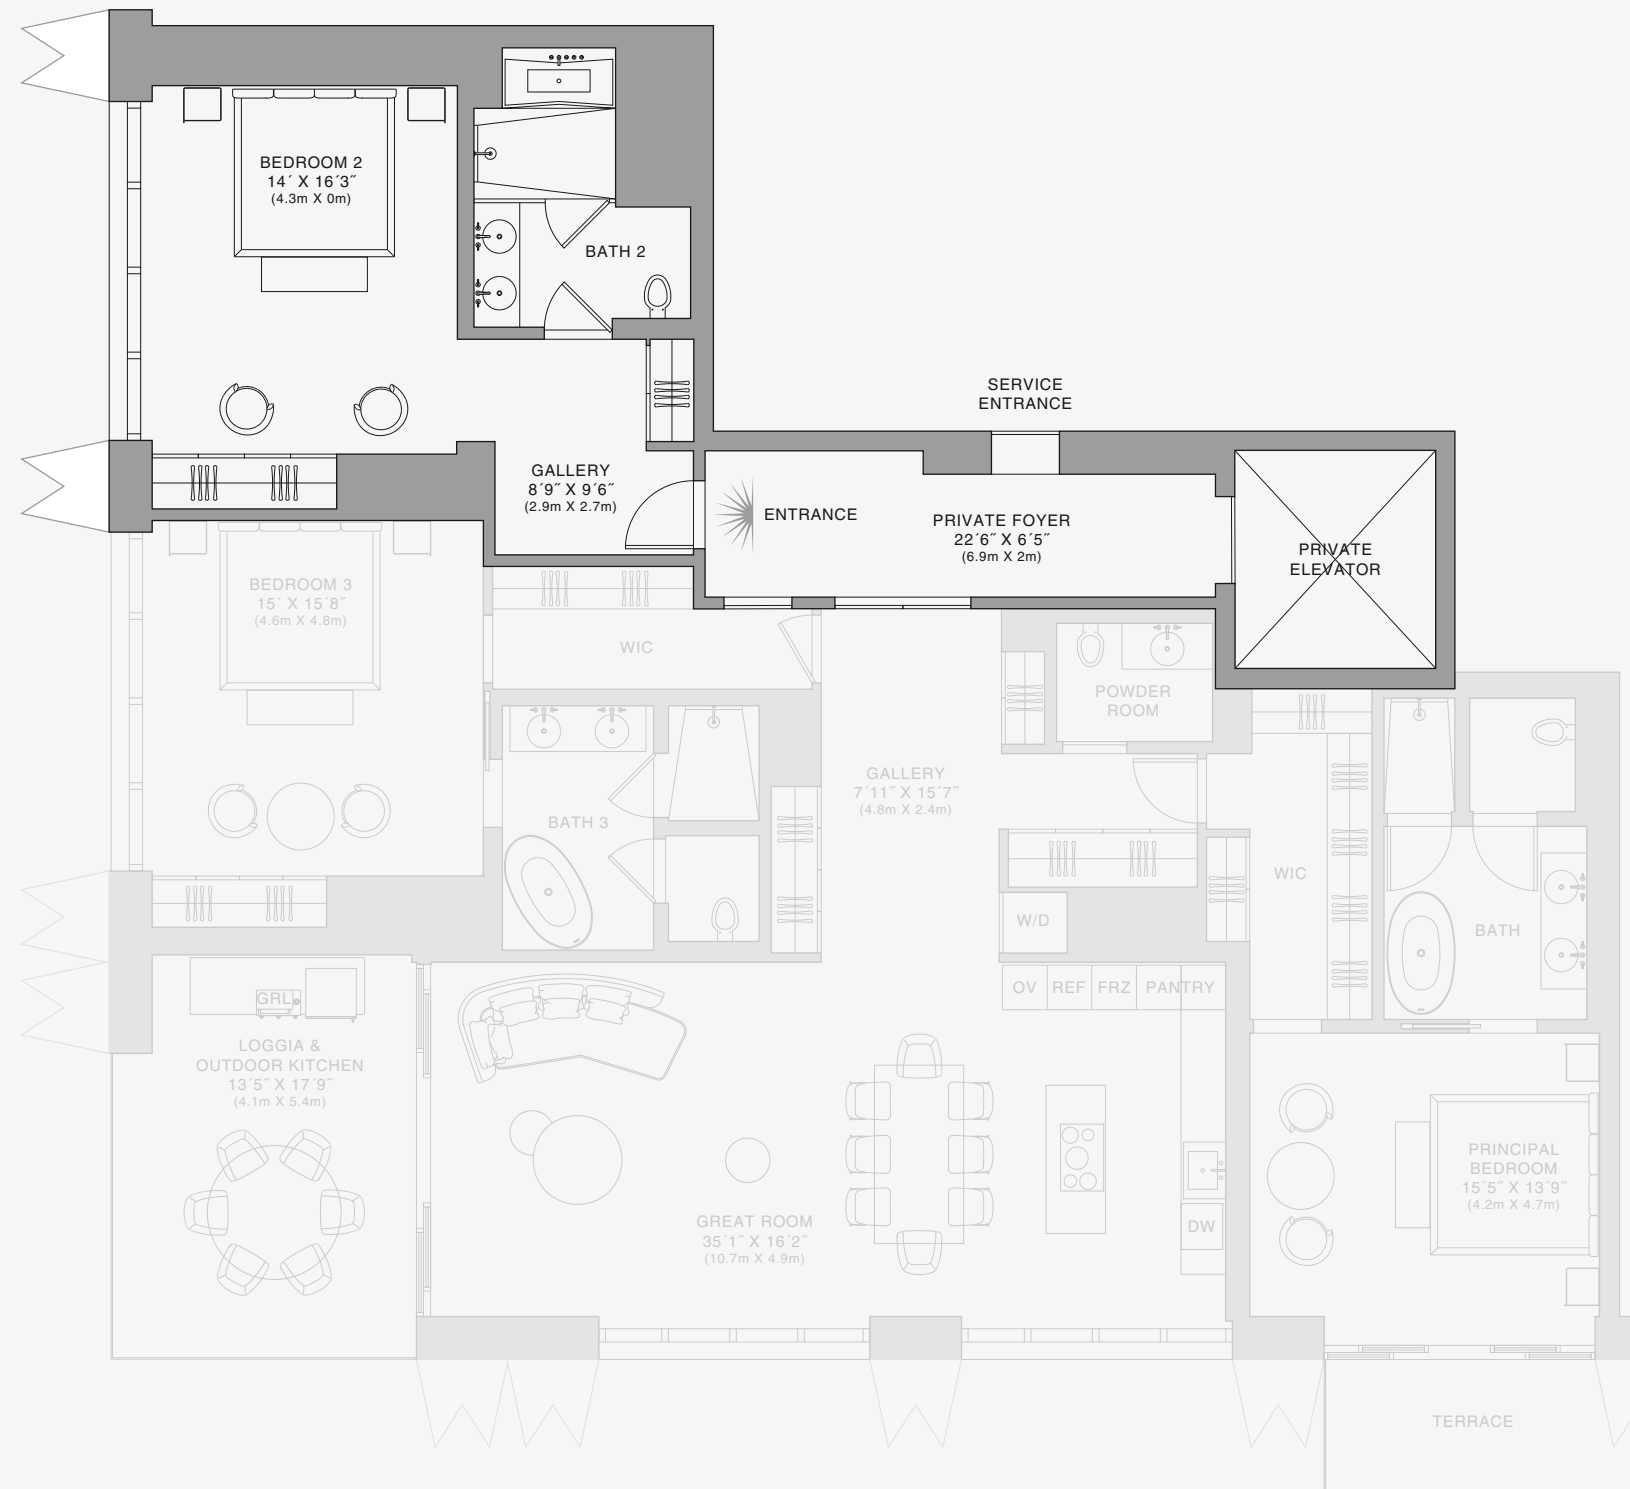 BEDROOM 2
14´ X 16´3˝
(4.3m X 0m)
BATH 2
SERVICE
ENTRANCE
GALLERY
8´9˝ X 9´6˝
(2.9m X 2.7m)
ENTRANCE
PRIVATE FOYER
22´6˝ X 6´5˝
(6.9m X 2m)
PRIVATE
ELEVATOR
BEDROOM 3
15´ X 15´8˝
(4.6m X 4.8m)
WIC
POWDER
ROOM
GALLERY
7´11˝ X 15´7˝
(4.8m X 2.4m)
BATH 3
WIC
W/D
BATH
OV REF FRZ PANTRY
GRL
LOGGIA &
OUTDOOR KITCHEN
13´5˝ X 17´9˝
(4.1m X 5.4m)
PRINCIPAL
BEDROOM
15´5˝ X 13´9˝
(4.2m X 4.7m)
GREAT ROOM
35´1˝ X 16´2˝
(10.7m X 4.9m)
DW
TERRACE